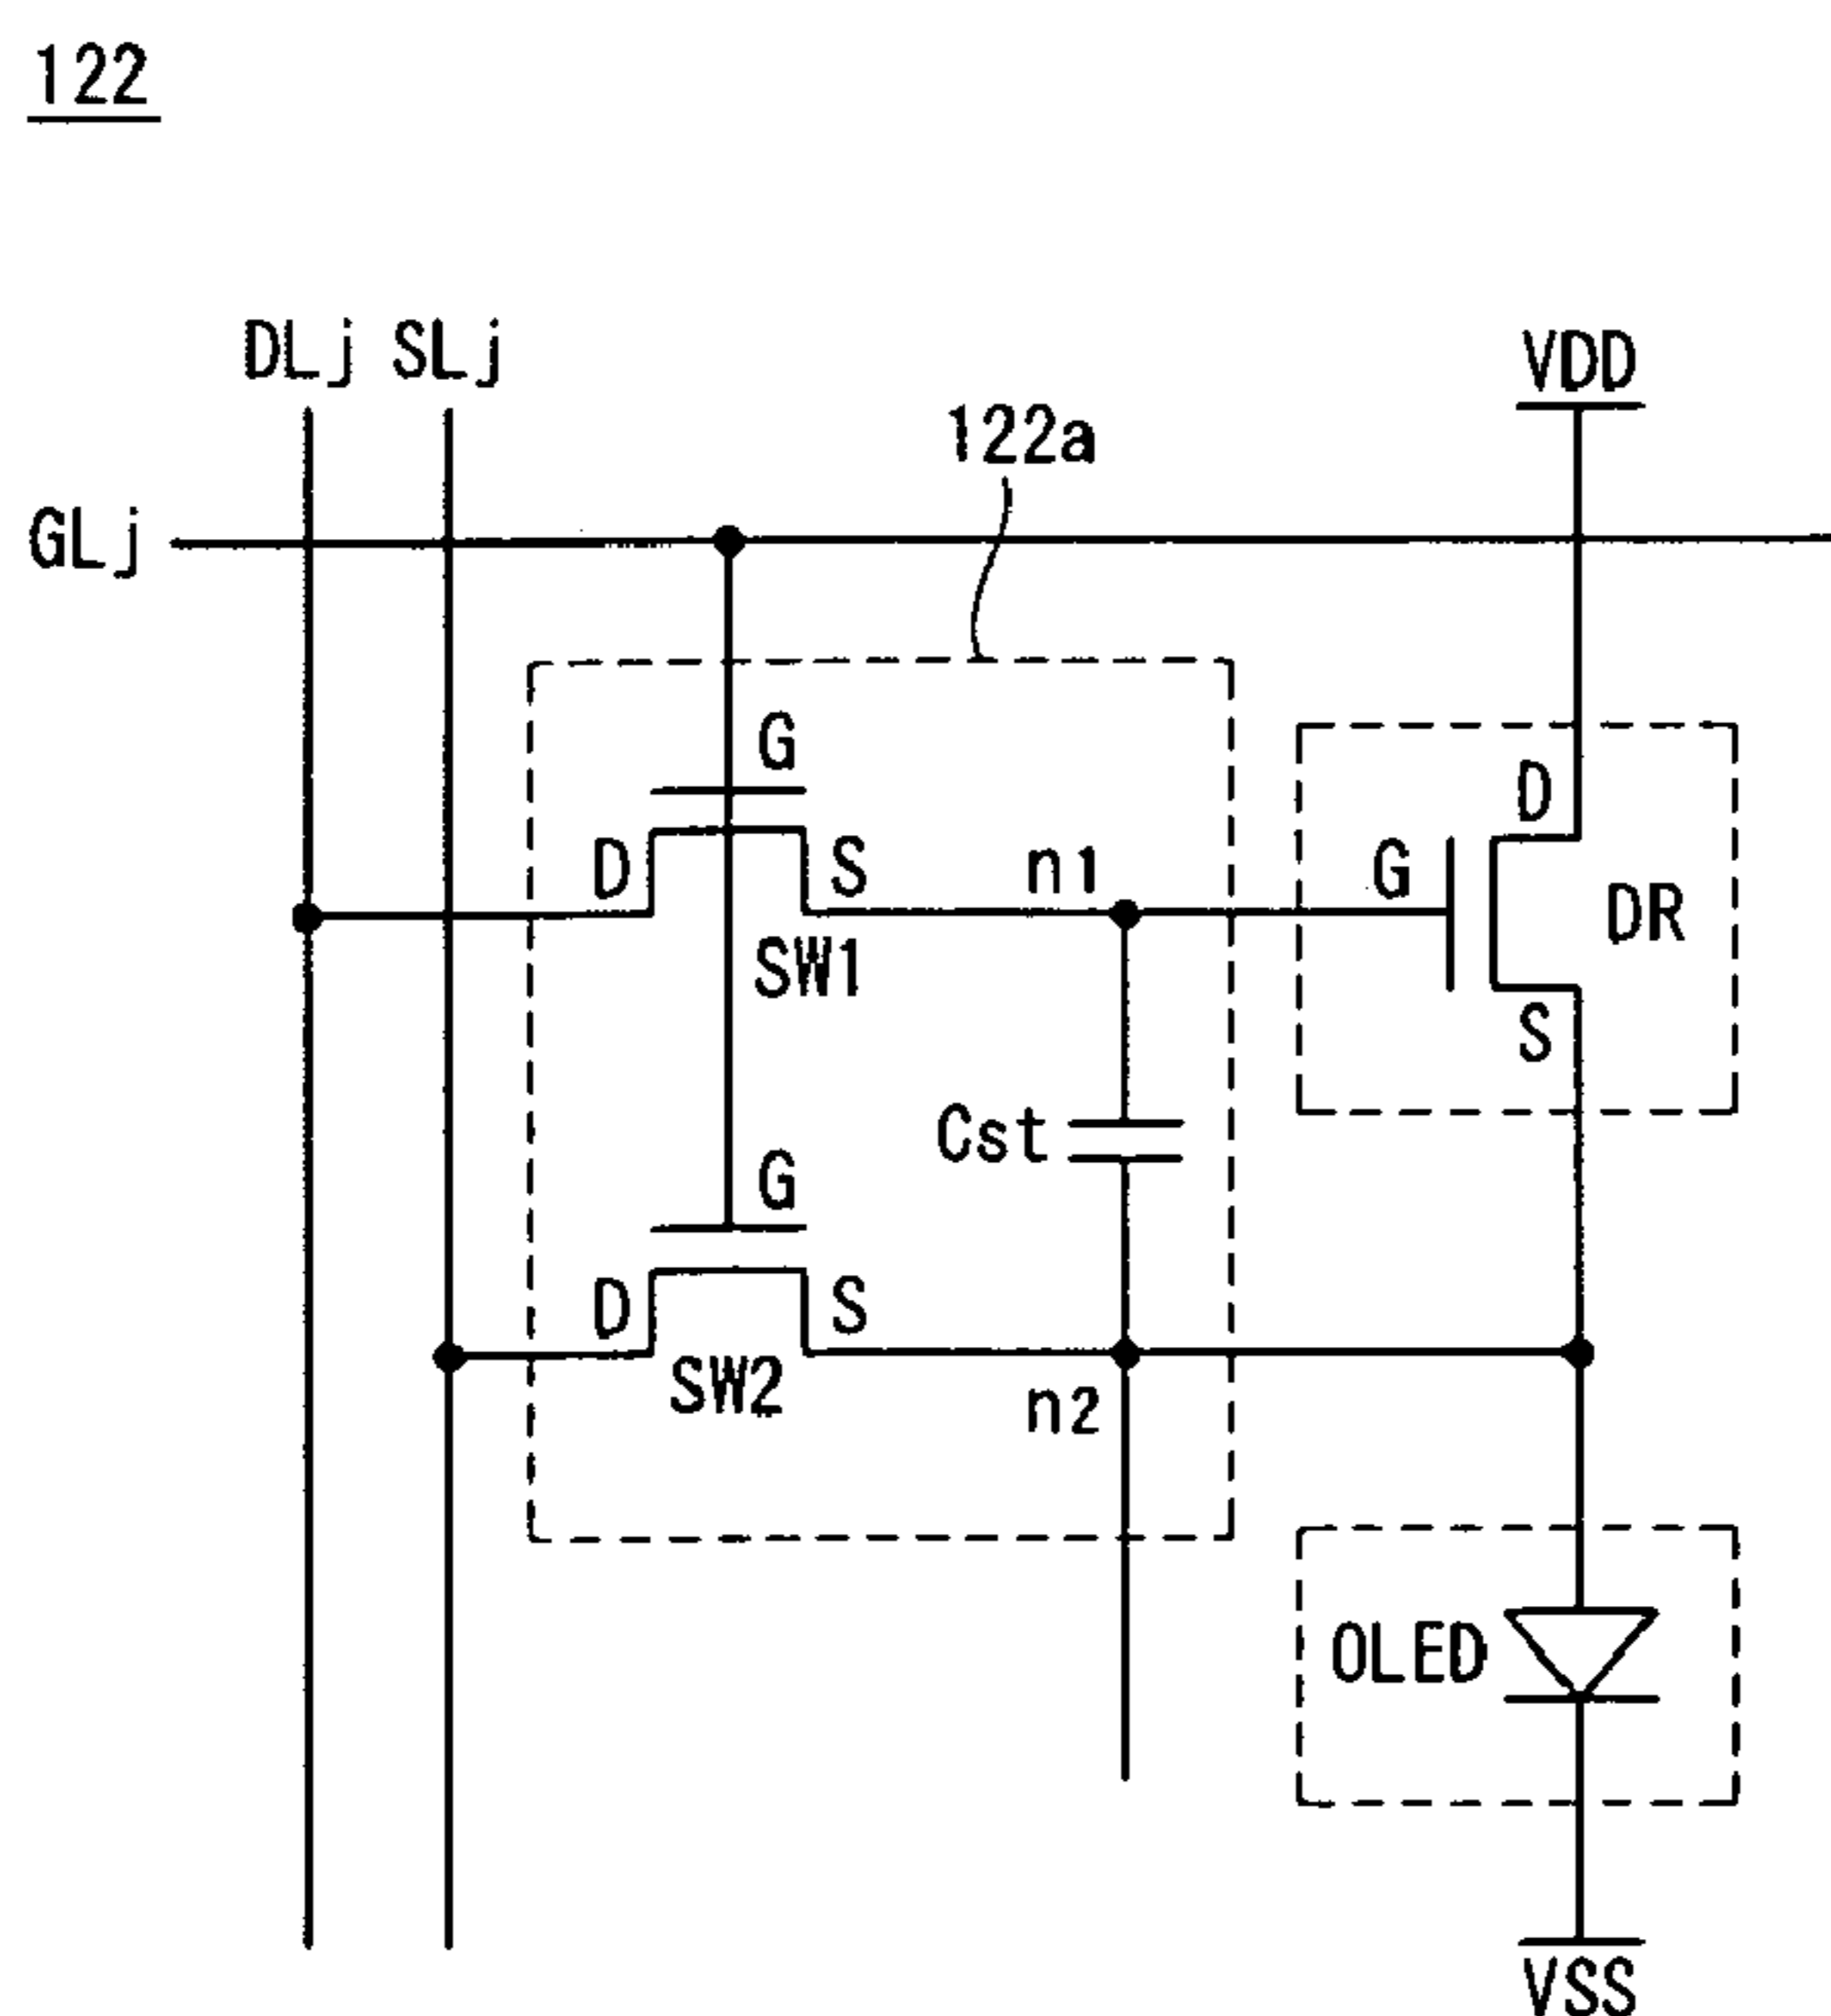 122
DLj SLj
VDD
122a
GLj
G
D
D S n1 G
DR
SW1
S
Cst
G
D S
SW2
n2
OLED
VSS